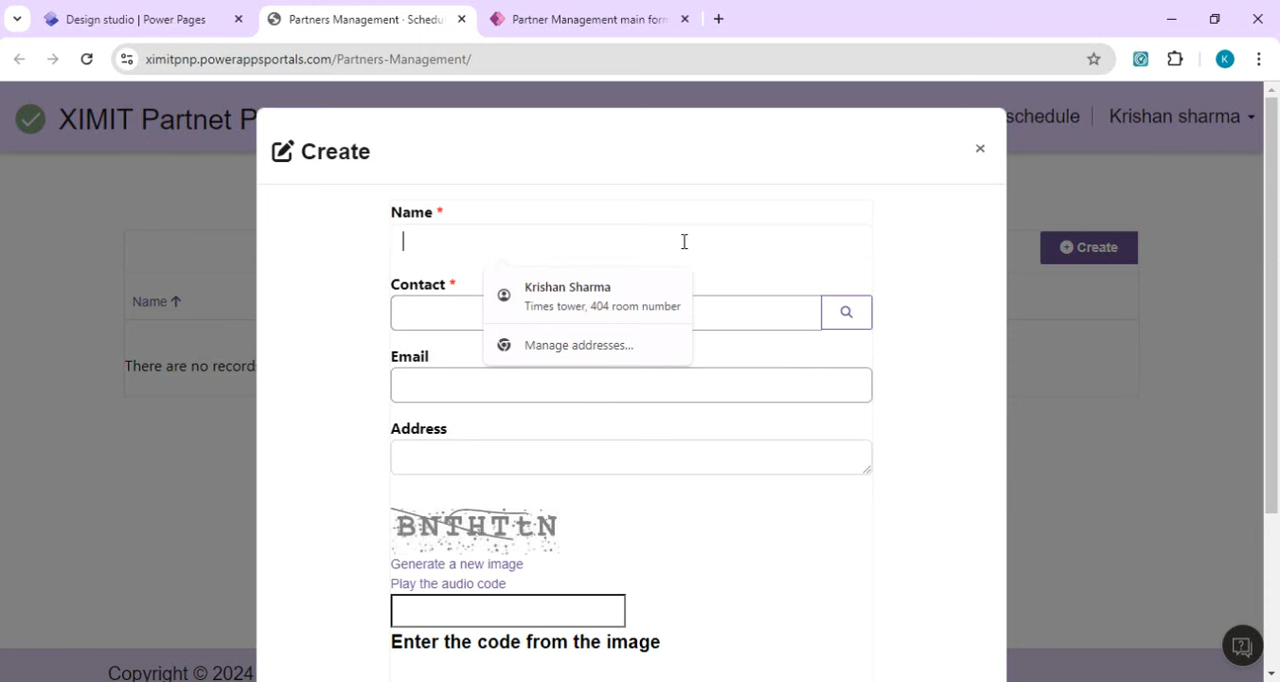 Design studio | Power Pages
Partners Management · Schedu
Partner Management main form
ximitpnp.powerappsportals.com/Partners-Management/
K
XIMIT Partnet P
schedule
Krishan sharma
Create
Name *
Create
Name
Krishan Sharma
Times tower, 404 room number
Contact *
Manage addresses...
Email
There are no record
Address
BNTHTtN
Generate a new image
Play the audio code
Enter the code from the image
Copyright © 2024